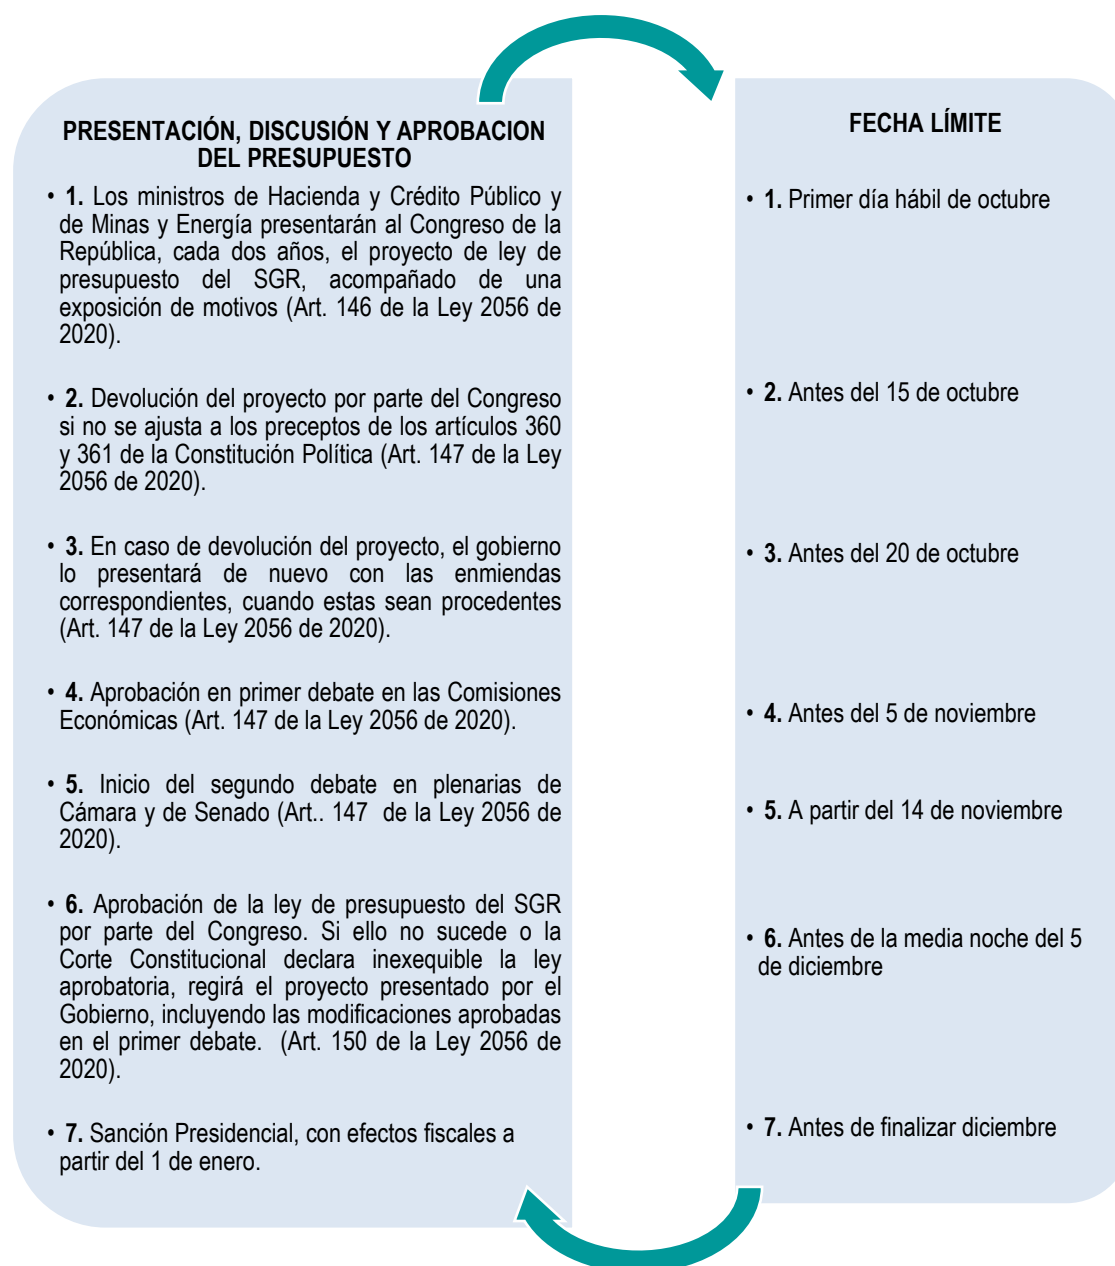 PRESENTACIÓN, DISCUSIÓN Y APROBACION
DEL PRESUPUESTO
• 1. Los ministros de Hacienda y Crédito Público y
de Minas y Energía presentarán al Congreso de la
República, cada dos años, el proyecto de ley de
presupuesto del SGR, acompañado de una
exposición de motivos (Art. 146 de la Ley 2056 de
2020).
• 2. Devolución del proyecto por parte del Congreso
si no se ajusta a los preceptos de los artículos 360
y 361 de la Constitución Política (Art. 147 de la Ley
2056 de 2020).
• 3. En caso de devolución del proyecto, el gobierno
lo presentará de nuevo con las enmiendas
correspondientes, cuando estas sean procedentes
(Art. 147 de la Ley 2056 de 2020).
• 4. Aprobación en primer debate en las Comisiones
Económicas (Art. 147 de la Ley 2056 de 2020).
• 5. Inicio del segundo debate en plenarias de
Cámara y de Senado (Art.. 147 de la Ley 2056 de
2020).
• 6. Aprobación de la ley de presupuesto del SGR
por parte del Congreso. Si ello no sucede o la
Corte Constitucional declara inexequible la ley
aprobatoria, regirá el proyecto presentado por el
Gobierno, incluyendo las modificaciones aprobadas
en el primer debate. (Art. 150 de la Ley 2056 de
2020).
• 7. Sanción Presidencial, con efectos fiscales a
partir del 1 de enero.
FECHA LÍMITE
• 1. Primer día hábil de octubre
• 2. Antes del 15 de octubre
• 3. Antes del 20 de octubre
• 4. Antes del 5 de noviembre
• 5. A partir del 14 de noviembre
• 6. Antes de la media noche del 5
de diciembre
• 7. Antes de finalizar diciembre